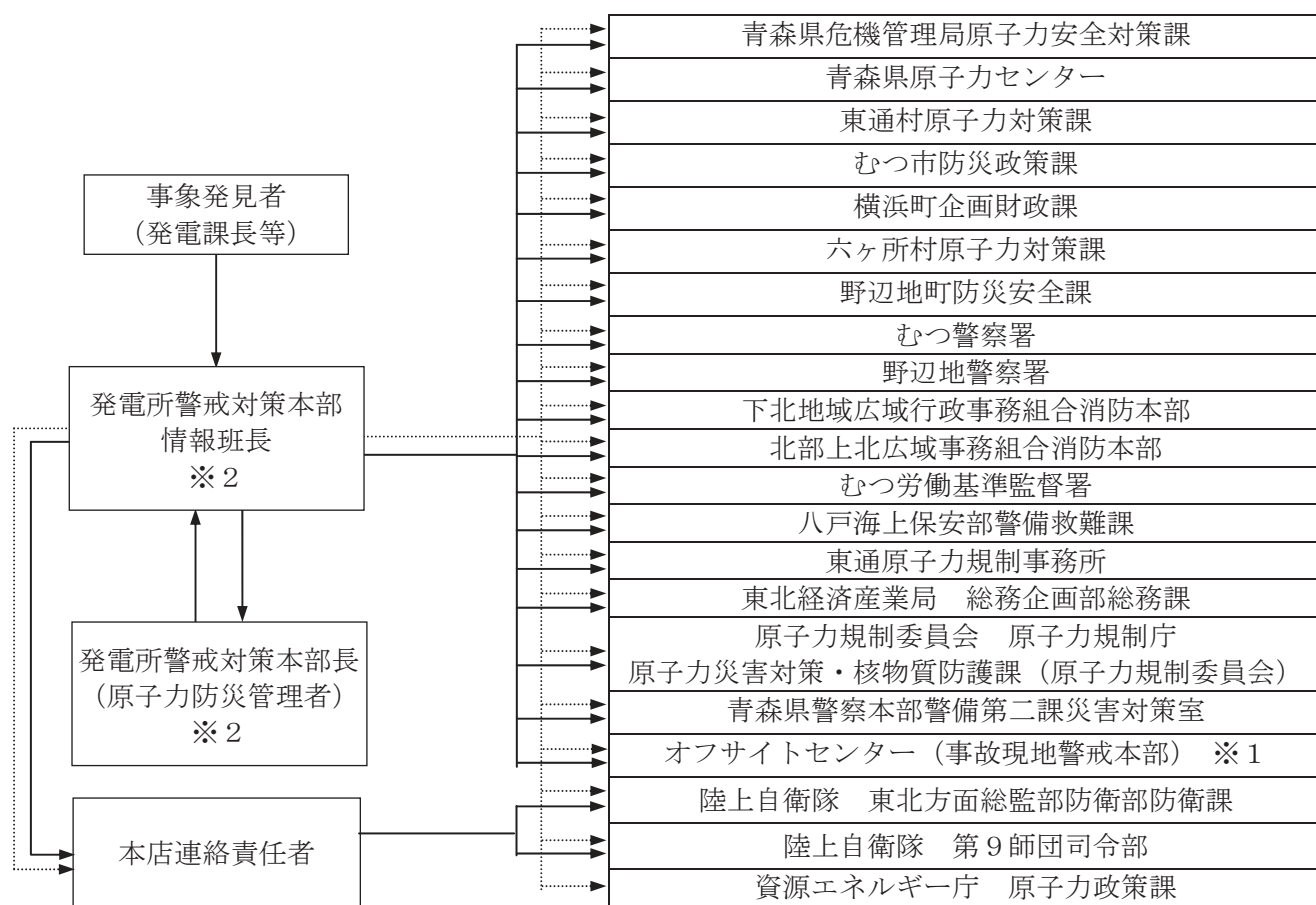 事象発見者
（発電課長等）
発電所警戒対策本部
情報班長
※２
発電所警戒対策本部長
（原子力防災管理者）
※２
本店連絡責任者
青森県危機管理局原子力安全対策課
青森県原子力センター
東通村原子力対策課
むつ市防災政策課
横浜町企画財政課
六ヶ所村原子力対策課
野辺地町防災安全課
むつ警察署
野辺地警察署
下北地域広域行政事務組合消防本部
北部上北広域事務組合消防本部
むつ労働基準監督署
八戸海上保安部警備救難課
東通原子力規制事務所
東北経済産業局　総務企画部総務課
原子力規制委員会　原子力規制庁
原子力災害対策・核物質防護課（原子力規制委員会）
青森県警察本部警備第二課災害対策室
オフサイトセンター（事故現地警戒本部）　※１
陸上自衛隊　東北方面総監部防衛部防衛課
陸上自衛隊　第９師団司令部
資源エネルギー庁　原子力政策課